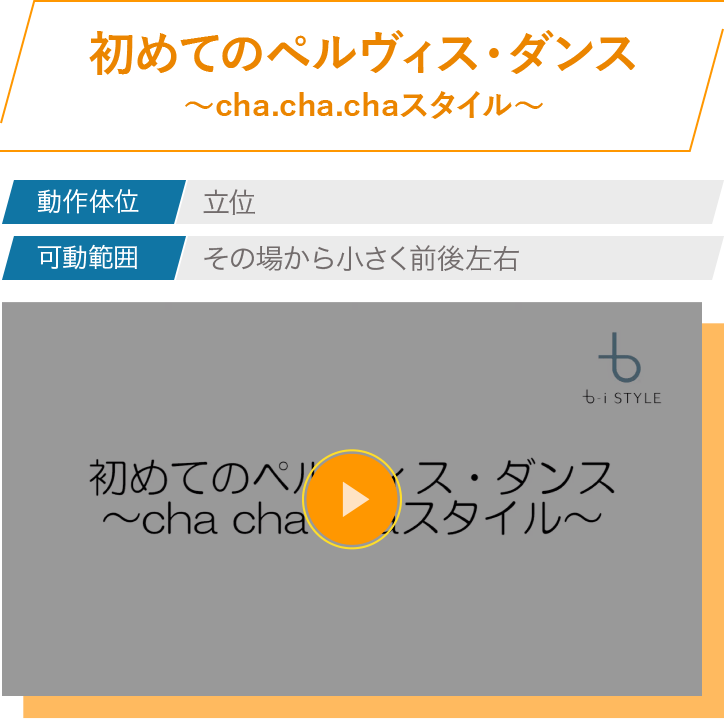 初めてのペルヴィス・ダンス
～cha.cha.chaスタイル～
動作体位 立位
可動範囲 その場から小さく前後左右
b-i STYLE
初めてのペル ィス・ダンス
～cha cha aスタイル～